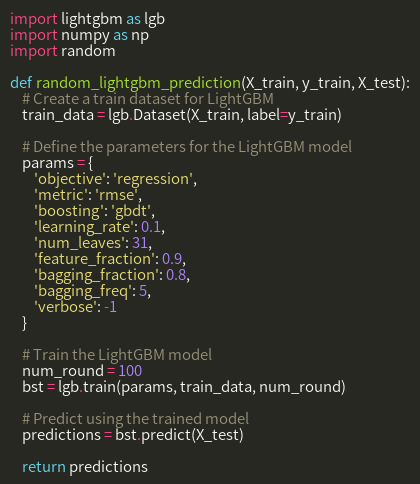 import lightgbm as lgb
import numpy as np
import random

def random_lightgbm_prediction(X_train, y_train, X_test):
    # Create a train dataset for LightGBM
    train_data = lgb.Dataset(X_train, label=y_train)

    # Define the parameters for the LightGBM model
    params = {
        'objective': 'regression',
        'metric': 'rmse',
        'boosting': 'gbdt',
        'learning_rate': 0.1,
        'num_leaves': 31,
        'feature_fraction': 0.9,
        'bagging_fraction': 0.8,
        'bagging_freq': 5,
        'verbose': -1
    }

    # Train the LightGBM model
    num_round = 100
    bst = lgb.train(params, train_data, num_round)

    # Predict using the trained model
    predictions = bst.predict(X_test)

    return predictions